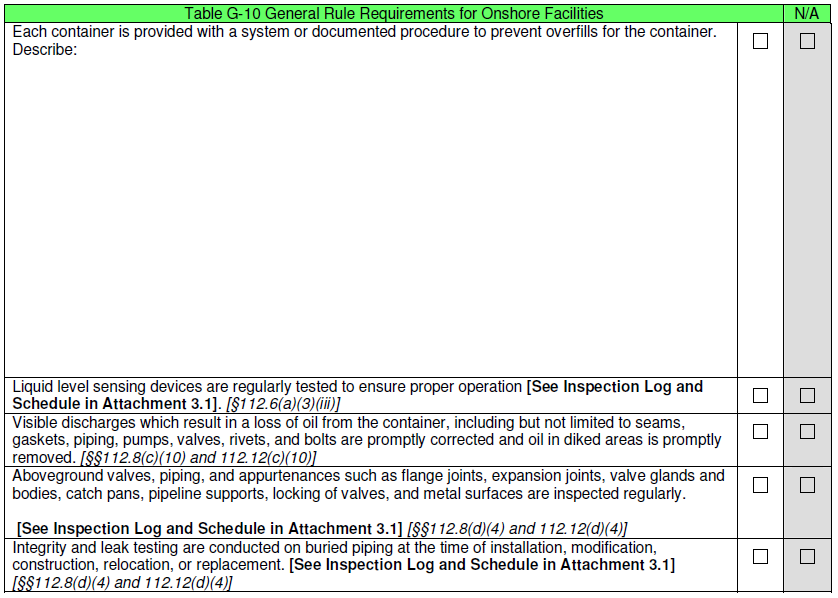 Table G-10 General Rule Requirements for Onshore Facilities N/A
Each container is provided with a system or documented procedure to prevent overfills for the container.
Describe:
Liquid level sensing devices are regularly tested to ensure proper operation [See Inspection Log and
Schedule in Attachment 3.1]. [§112.6(a)(3)(iii)]
Visible discharges which result in a loss of oil from the container, including but not limited to seams,
gaskets, piping, pumps, valves, rivets, and bolts are promptly corrected and oil in diked areas is promptly
removed. [§§112.8(c)(10) and 112.12(c)(10)]
Aboveground valves, piping, and appurtenances such as flange joints, expansion joints, valve glands and
bodies, catch pans, pipeline supports, locking of valves, and metal surfaces are inspected regularly.
[See Inspection Log and Schedule in Attachment 3.1] [§§112.8(d)(4) and 112.12(d)(4)]
Integrity and leak testing are conducted on buried piping at the time of installation, modification,
construction, relocation, or replacement. [See Inspection Log and Schedule in Attachment 3.1]
[§§112.8(d)(4) and 112.12(d)(4)]